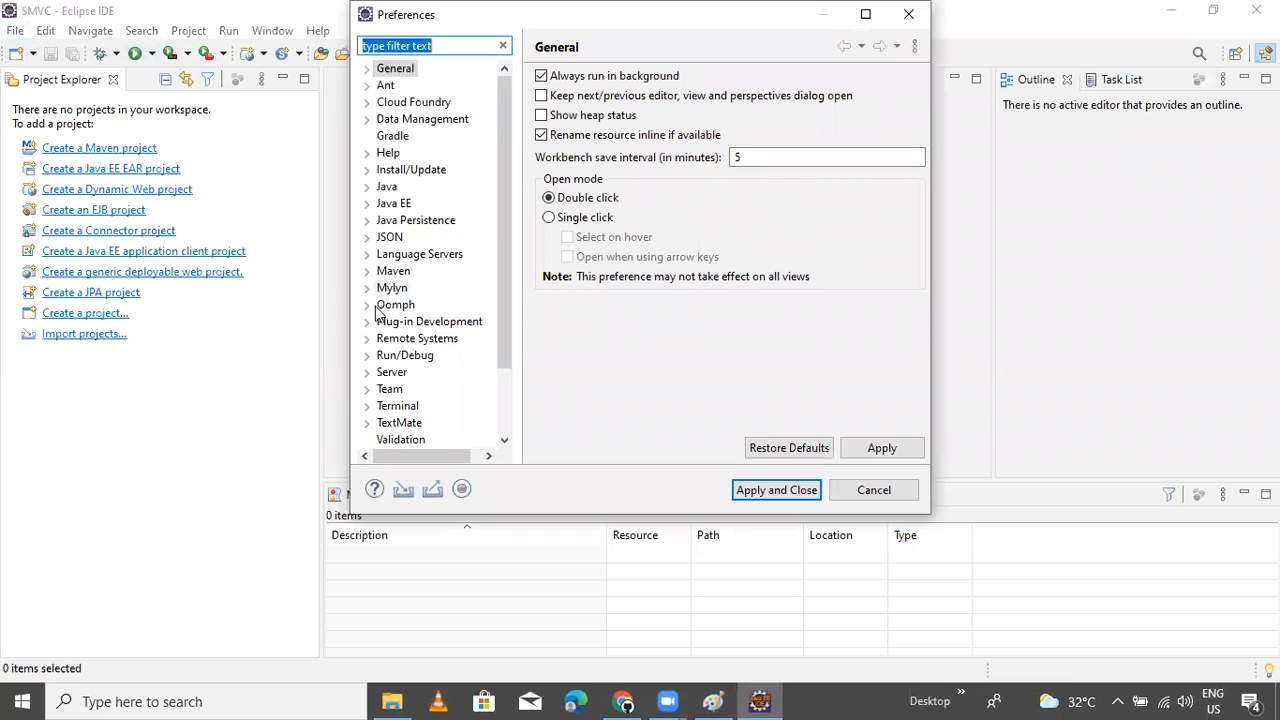 SMVC - Eclipse IDE
File Edit Navigate Search Project Run Window Help
Project Explorer
There are no projects in your workspace.
To add a project:
Create a Maven project
Create a Java EE EAR project
Create a Dynamic Web project
Create an EJB project
Create a Connector project
Create a Java EE application client project
Create a generic deployable web project.
Create a JPA project
Create a project...
Import projects...
Preferences
type filter text
General
Ant
Cloud Foundry
Data Management
Gradle
Help
Install/Update
Java
Java EE
Java Persistence
JSON
Language Servers
Maven
Mylyn
Oomph
Plug-in Development
Remote Systems
Run/Debug
Server
Team
Terminal
TextMate
Validation
General
Always run in background
Keep next/previous editor, view and perspectives dialog open
Show heap status
Rename resource inline if available
Workbench save interval (in minutes): 5
Open mode
Double click
Single click
Select on hover
Open when using arrow keys
Note: This preference may not take effect on all views
Restore Defaults Apply
Apply and Close Cancel
Outline Task List
There is no active editor that provides an outline.
0 items
Description Resource Path Location Type
0 items selected
Type here to search
Desktop
32°C
ENG
US
4